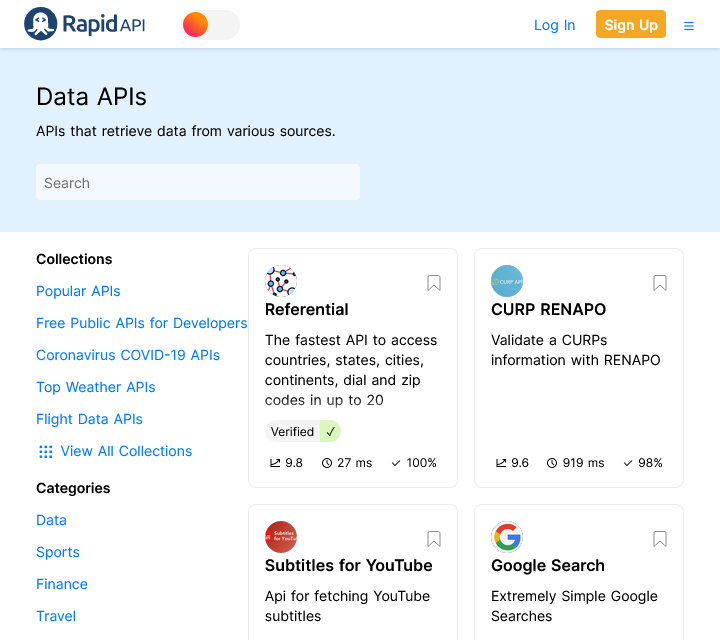 RapidAPI
Log In
Sign Up
Data APIs
APIs that retrieve data from various sources.
Search
Collections
Popular APIs
Free Public APIs for Developers
Coronavirus COVID-19 APIs
Top Weather APIs
Flight Data APIs
View All Collections
Categories
Data
Sports
Finance
Travel
Referential
The fastest API to access
countries, states, cities,
continents, dial and zip
codes in up to 20
Verified ✓
9.8 27 ms 100%
CURP API
CURP RENAPO
Validate a CURPs
information with RENAPO
9.6 919 ms 98%
Subtitles
for YouTu
Subtitles for YouTube
Api for fetching YouTube
subtitles
Google Search
Extremely Simple Google
Searches